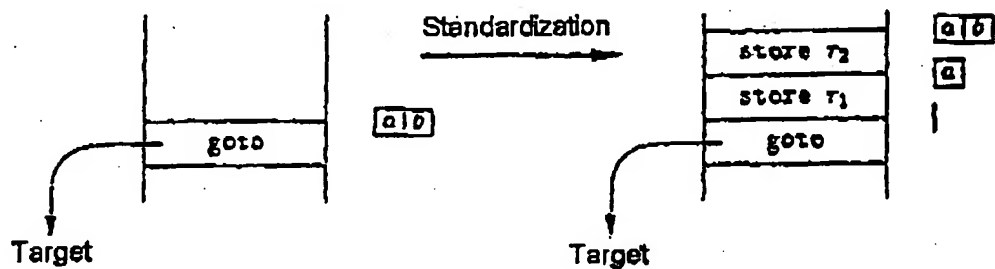 Standardization
a b
store r2
a
store r1
a b
goto
goto
Target
Target